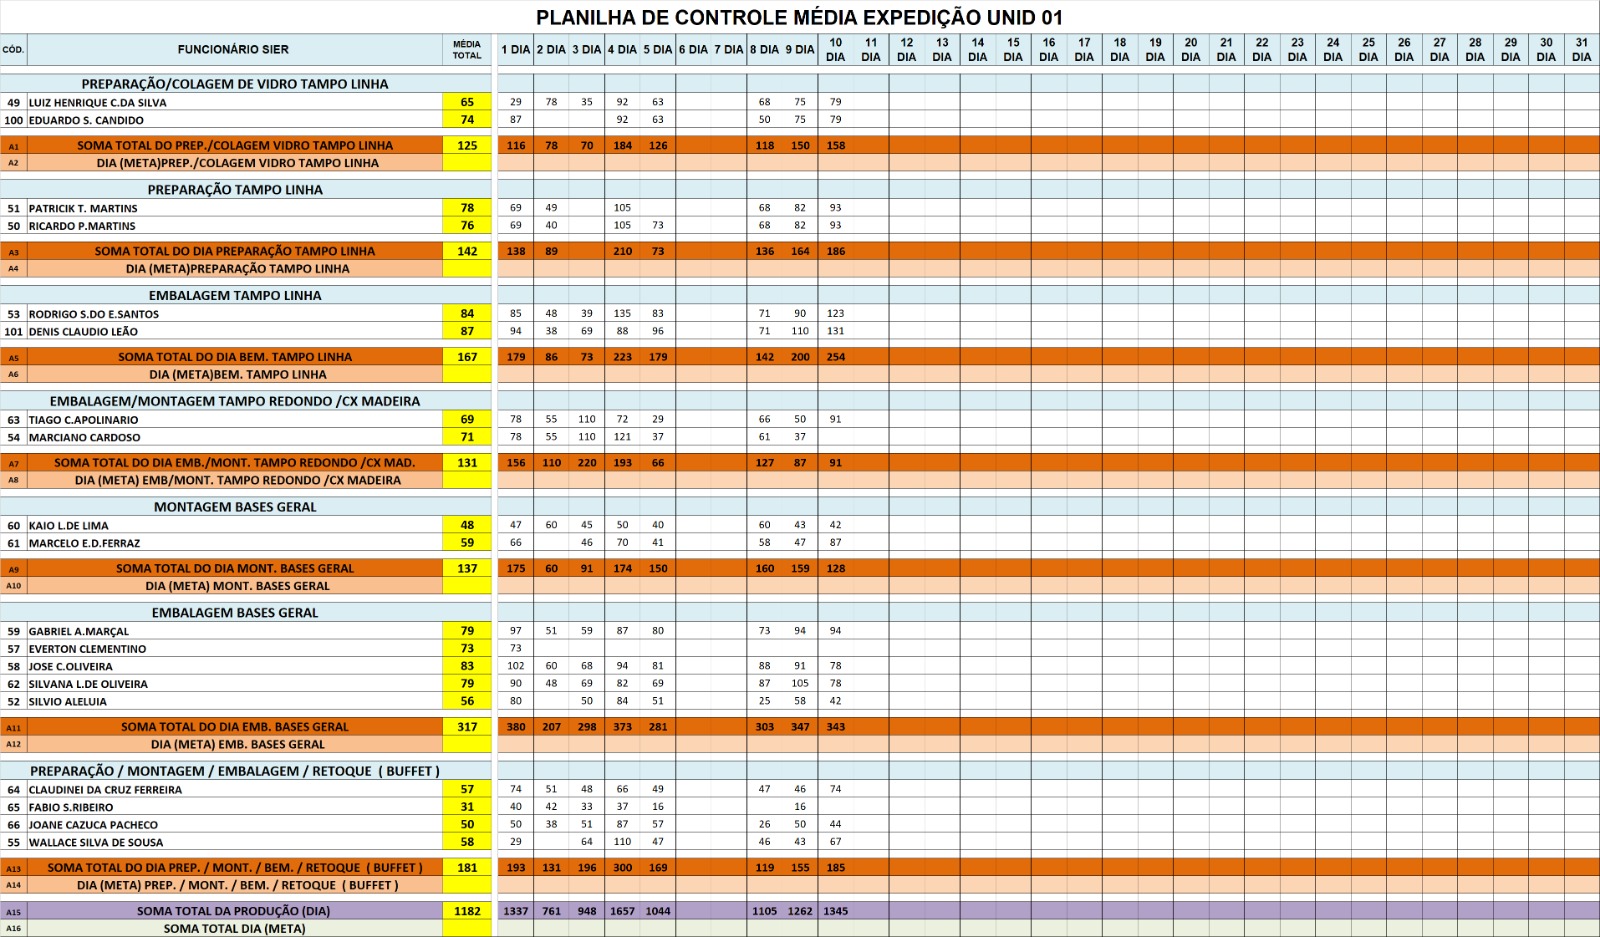 PLANILHA DE CONTROLE MÉDIA EXPEDIÇÃO UNID 01
CÓD. FUNCIONÁRIO SIER MÉDIA TOTAL 1 DIA 2 DIA 3 DIA 4 DIA 5 DIA 6 DIA 7 DIA 8 DIA 9 DIA 10 DIA 11 DIA 12 DIA 13 DIA 14 DIA 15 DIA 16 DIA 17 DIA 18 DIA 19 DIA 20 DIA 21 DIA 22 DIA 23 DIA 24 DIA 25 DIA 26 DIA 27 DIA 28 DIA 29 DIA 30 DIA 31 DIA
PREPARAÇÃO/COLAGEM DE VIDRO TAMPO LINHA
49 LUIZ HENRIQUE C.DA SILVA 65 29 78 35 92 63 68 75 79
100 EDUARDO S. CANDIDO 74 87 92 63 50 75 79
A1 SOMA TOTAL DO PREP./COLAGEM VIDRO TAMPO LINHA 125 116 78 70 184 126 118 150 158
A2 DIA (META)PREP./COLAGEM VIDRO TAMPO LINHA
PREPARAÇÃO TAMPO LINHA
51 PATRICIK T. MARTINS 78 69 49 105 68 82 93
50 RICARDO P.MARTINS 76 69 40 105 73 68 82 93
A3 SOMA TOTAL DO DIA PREPARAÇÃO TAMPO LINHA 142 138 89 210 73 136 164 186
A4 DIA (META)PREPARAÇÃO TAMPO LINHA
EMBALAGEM TAMPO LINHA
53 RODRIGO S.DO E.SANTOS 84 85 48 39 135 83 71 90 123
101 DENIS CLAUDIO LEÃO 87 94 38 69 88 96 71 110 131
A5 SOMA TOTAL DO DIA BEM. TAMPO LINHA 167 179 86 73 223 179 142 200 254
A6 DIA (META)BEM. TAMPO LINHA
EMBALAGEM/MONTAGEM TAMPO REDONDO /CX MADEIRA
63 TIAGO C.APOLINARIO 69 78 55 110 72 29 66 50 91
54 MARCIANO CARDOSO 71 78 55 110 121 37 61 37
A7 SOMA TOTAL DO DIA EMB./MONT. TAMPO REDONDO /CX MAD. 131 156 110 220 193 66 127 87 91
A8 DIA (META) EMB/MONT. TAMPO REDONDO /CX MADEIRA
MONTAGEM BASES GERAL
60 KAIO L.DE LIMA 48 47 60 45 50 40 60 43 42
61 MARCELO E.D.FERRAZ 59 66 46 70 41 58 47 87
A9 SOMA TOTAL DO DIA MONT. BASES GERAL 137 175 60 91 174 150 160 159 128
A10 DIA (META) MONT. BASES GERAL
EMBALAGEM BASES GERAL
59 GABRIEL A.MARÇAL 79 97 51 59 87 80 73 94 94
57 EVERTON CLEMENTINO 73 73
58 JOSE C.OLIVEIRA 83 102 60 68 94 81 88 91 78
62 SILVANA L.DE OLIVEIRA 79 90 48 69 82 69 87 105 78
52 SILVIO ALELUIA 56 80 50 84 51 25 58 42
A11 SOMA TOTAL DO DIA EMB. BASES GERAL 317 380 207 298 373 281 303 347 343
A12 DIA (META) EMB. BASES GERAL
PREPARAÇÃO / MONTAGEM / EMBALAGEM / RETOQUE ( BUFFET )
64 CLAUDINEI DA CRUZ FERREIRA 57 74 51 48 66 49 47 46 74
65 FABIO S.RIBEIRO 31 40 42 33 37 16 16
66 JOANE CAZUCA PACHECO 50 50 38 51 87 57 26 50 44
55 WALLACE SILVA DE SOUSA 58 29 64 110 47 46 43 67
A13 SOMA TOTAL DO DIA PREP. / MONT. / BEM. / RETOQUE ( BUFFET ) 181 193 131 196 300 169 119 155 185
A14 DIA (META) PREP. / MONT. / BEM. / RETOQUE ( BUFFET )
A15 SOMA TOTAL DA PRODUÇÃO (DIA) 1182 1337 761 948 1657 1044 1105 1262 1345
A16 SOMA TOTAL DIA (META)